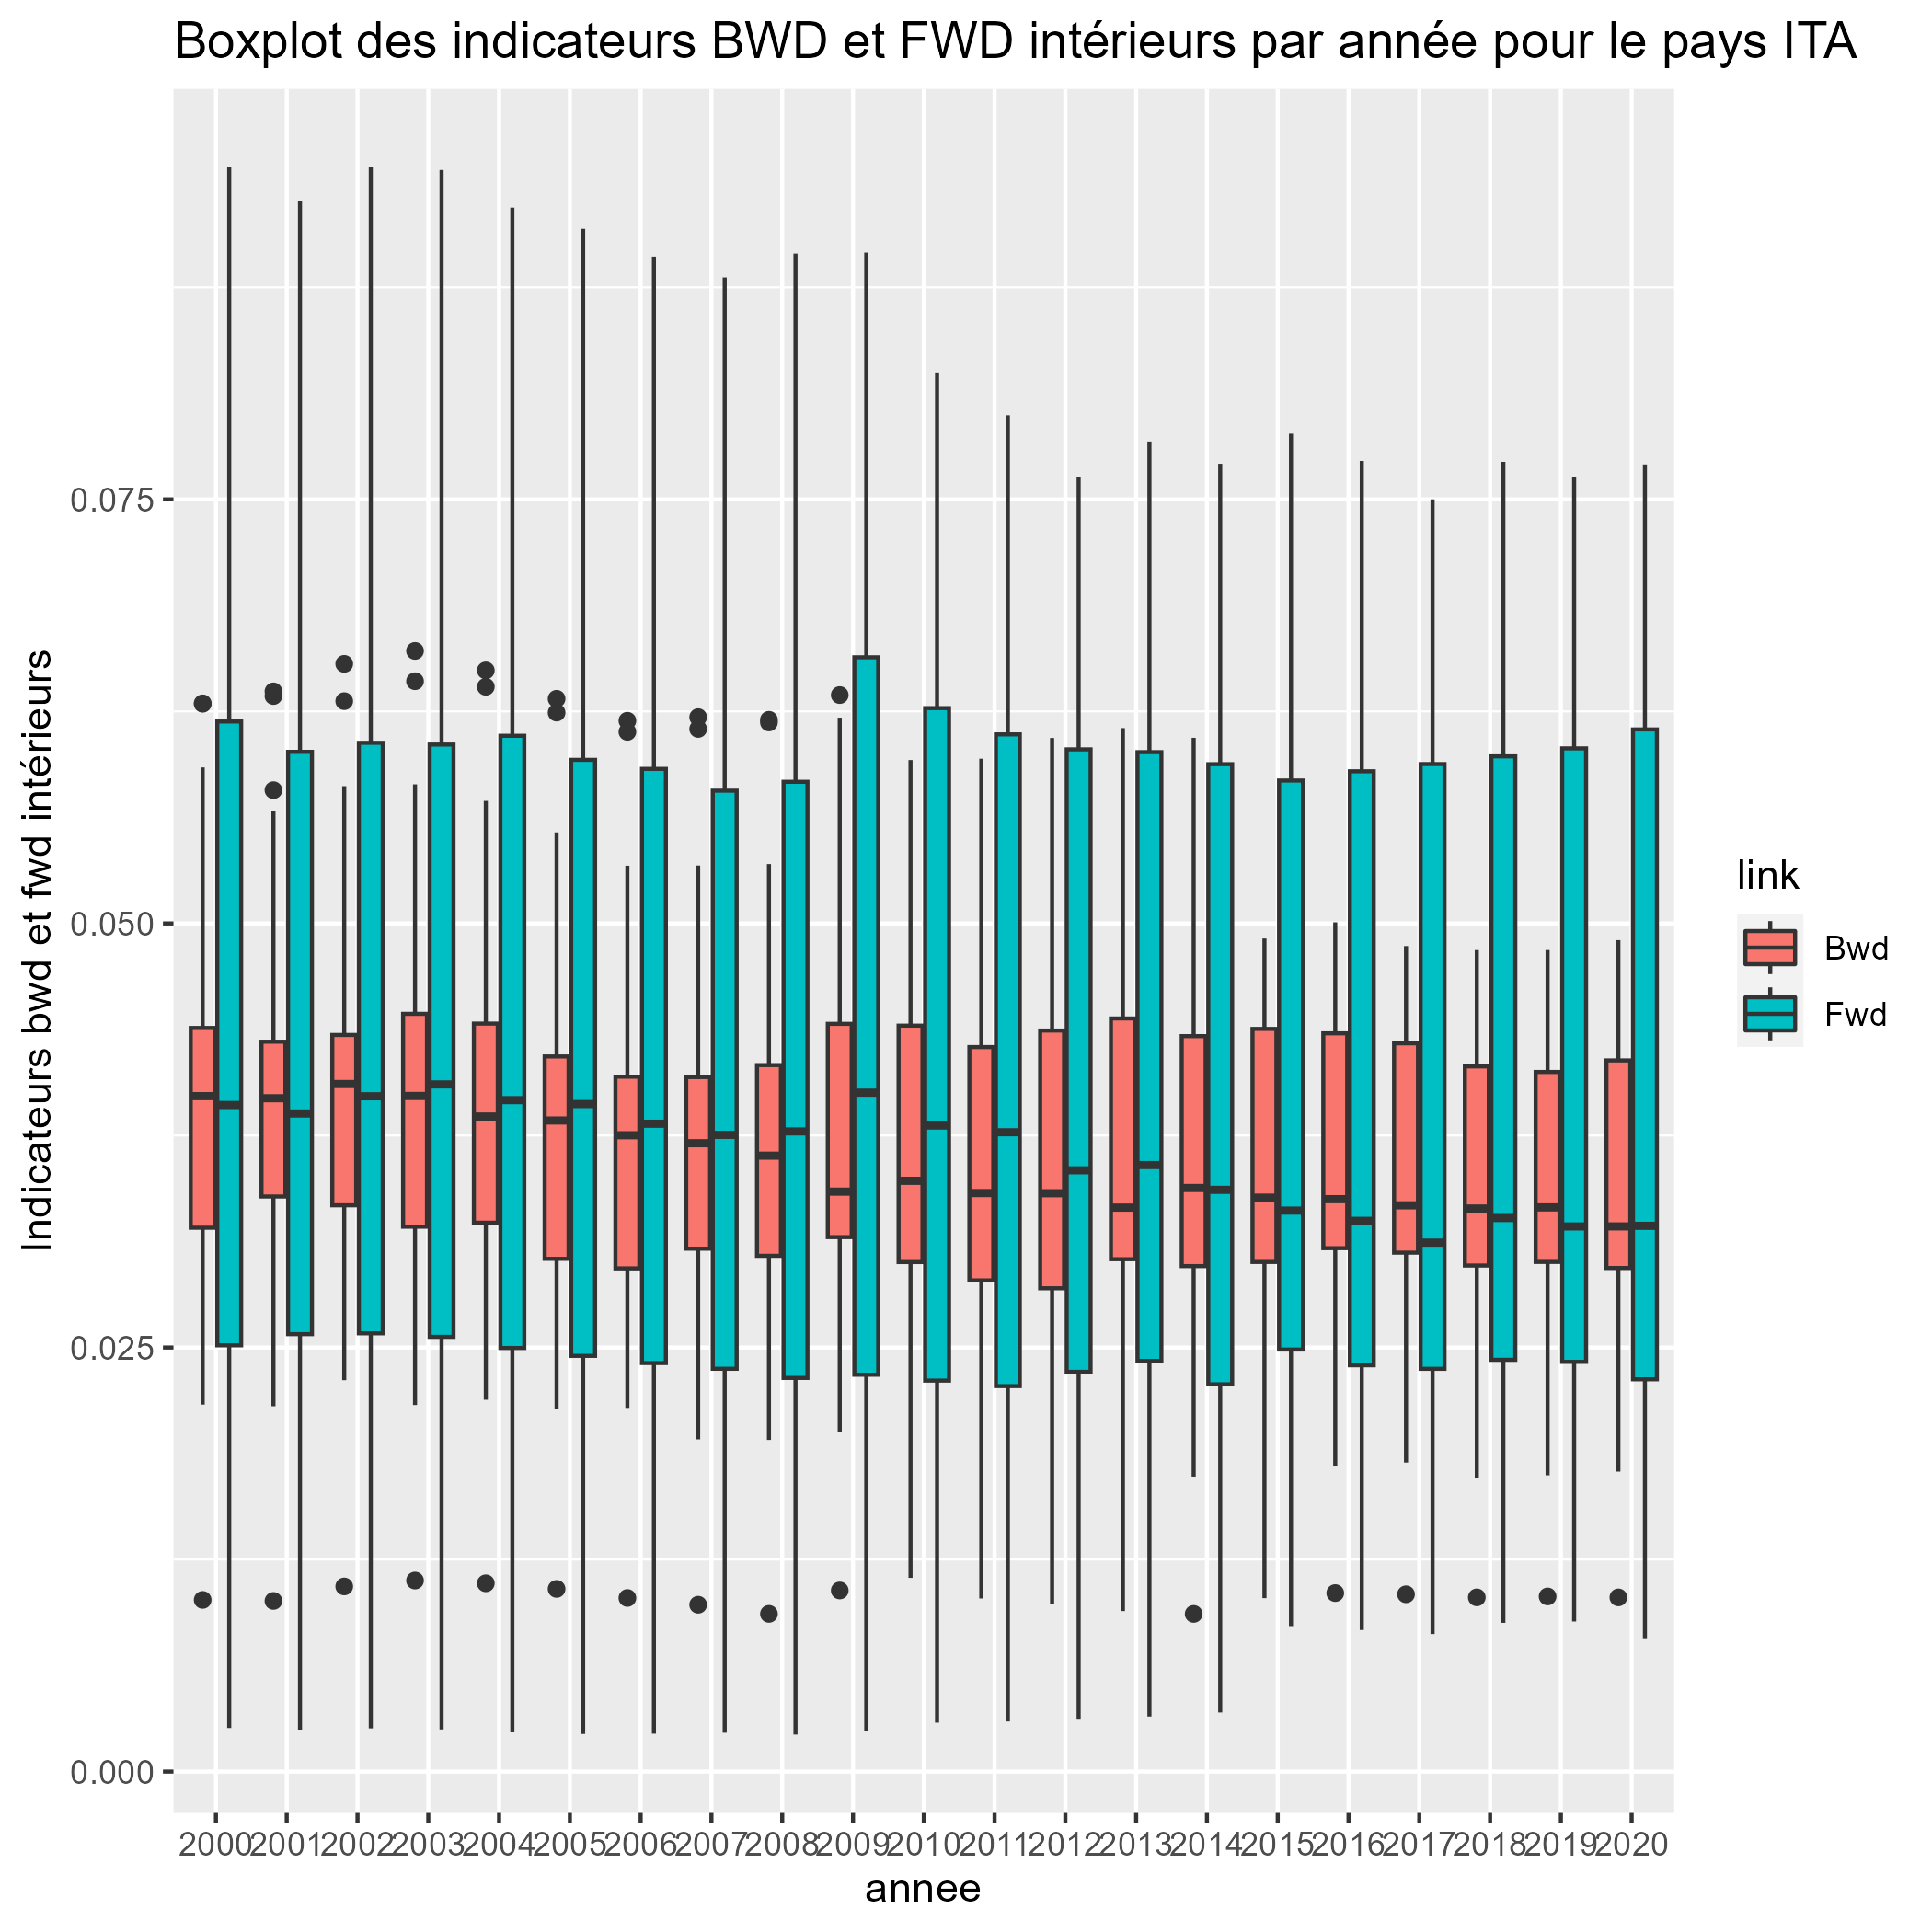 Boxplot des indicateurs BWD et FWD intérieurs par année pour le pays ITA
Indicateurs bwd et fwd intérieurs
0.075
0.050
0.025
0.000
2000 2001 2002 2003 2004 2005 2006 2007 2008 2009 2010 2011 2012 2013 2014 2015 2016 2017 2018 2019 2020
annee
link
Bwd
Fwd